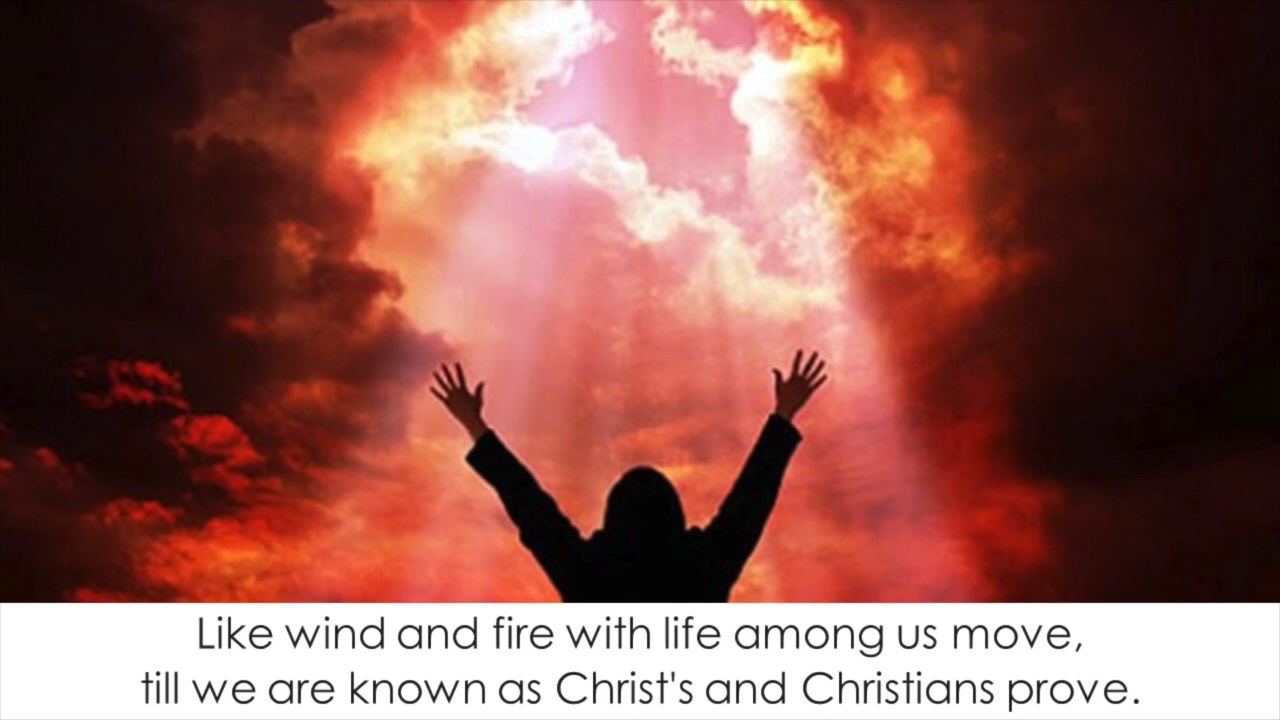 Like wind and fire with life among us move,
till we are known as Christ's and Christians prove.